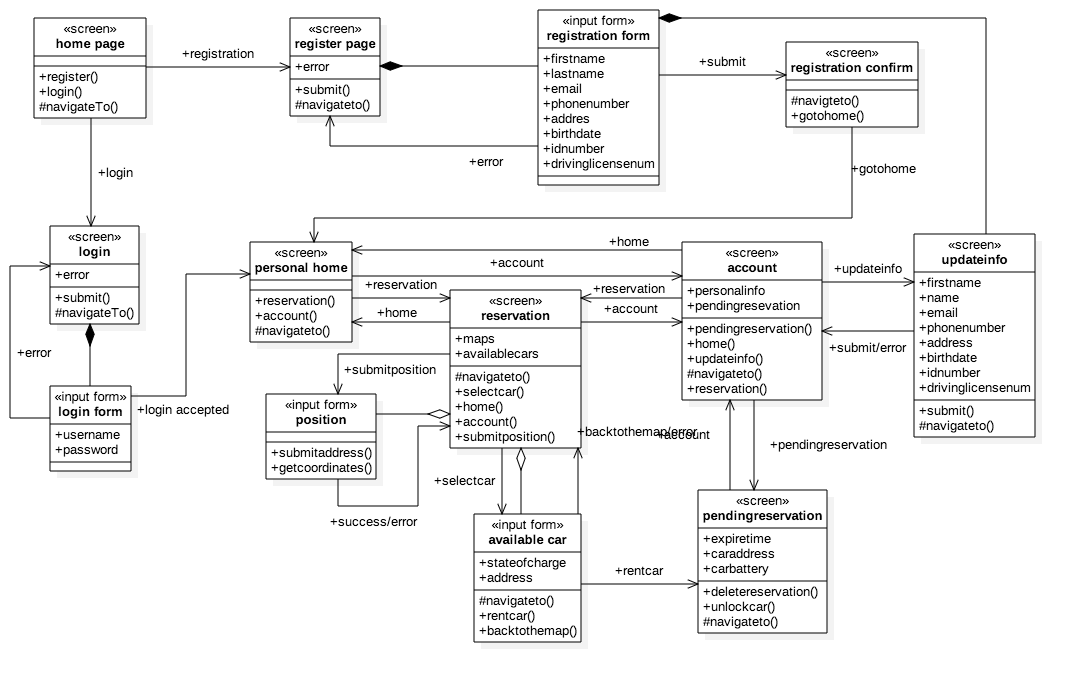 «screen»
home page
+register()
+login()
#navigateTo()
+registration
«screen»
register page
+error
+submit()
#navigateto()
«input form»
registration form
+firstname
+lastname
+email
+phonenumber
+addres
+birthdate
+idnumber
+drivinglicensenum
+submit
«screen»
registration confirm
#navigteto()
+gotohome()
+error
+gotohome
+login
«screen»
login
+error
+submit()
#navigateTo()
+error
«input form»
login form
+username
+password
+login accepted
«screen»
personal home
+reservation()
+account()
#navigateto()
+home
+account
+reservation
+home
«screen»
reservation
+maps
+availablecars
#navigateto()
+selectcar()
+home()
+account()
+submitposition()
+reservation
+account
«screen»
account
+personalinfo
+pendingresevation
+pendingreservation()
+home()
+updateinfo()
#navigateto()
+reservation()
+updateinfo
+submit/error
«screen»
updateinfo
+firstname
+name
+email
+phonenumber
+address
+birthdate
+idnumber
+drivinglicensenum
+submit()
#navigateto()
+submitposition
«input form»
position
+submitaddress()
+getcoordinates()
+success/error
+selectcar
+backtothemap/error
+account
+pendingreservation
«input form»
available car
+stateofcharge
+address
#navigateto()
+rentcar()
+backtothemap()
+rentcar
«screen»
pendingreservation
+expiretime
+caraddress
+carbattery
+deletereservation()
+unlockcar()
#navigateto()